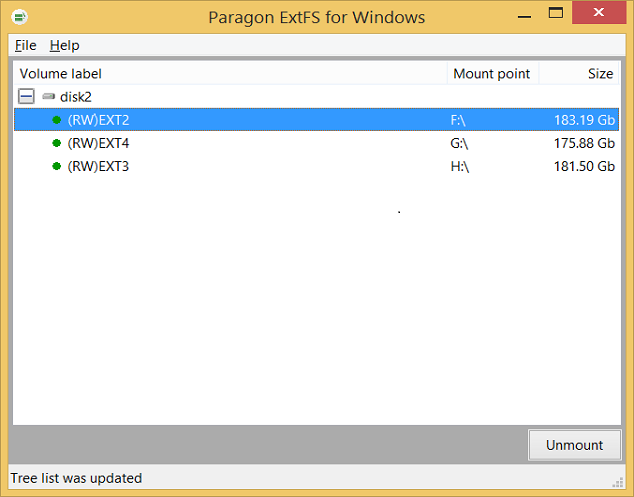 Paragon ExtFS for Windows
File Help
Volume label Mount point Size
disk2
(RW)EXT2 F:\ 183.19 Gb
(RW)EXT4 G:\ 175.88 Gb
(RW)EXT3 H:\ 181.50 Gb
Unmount
Tree list was updated